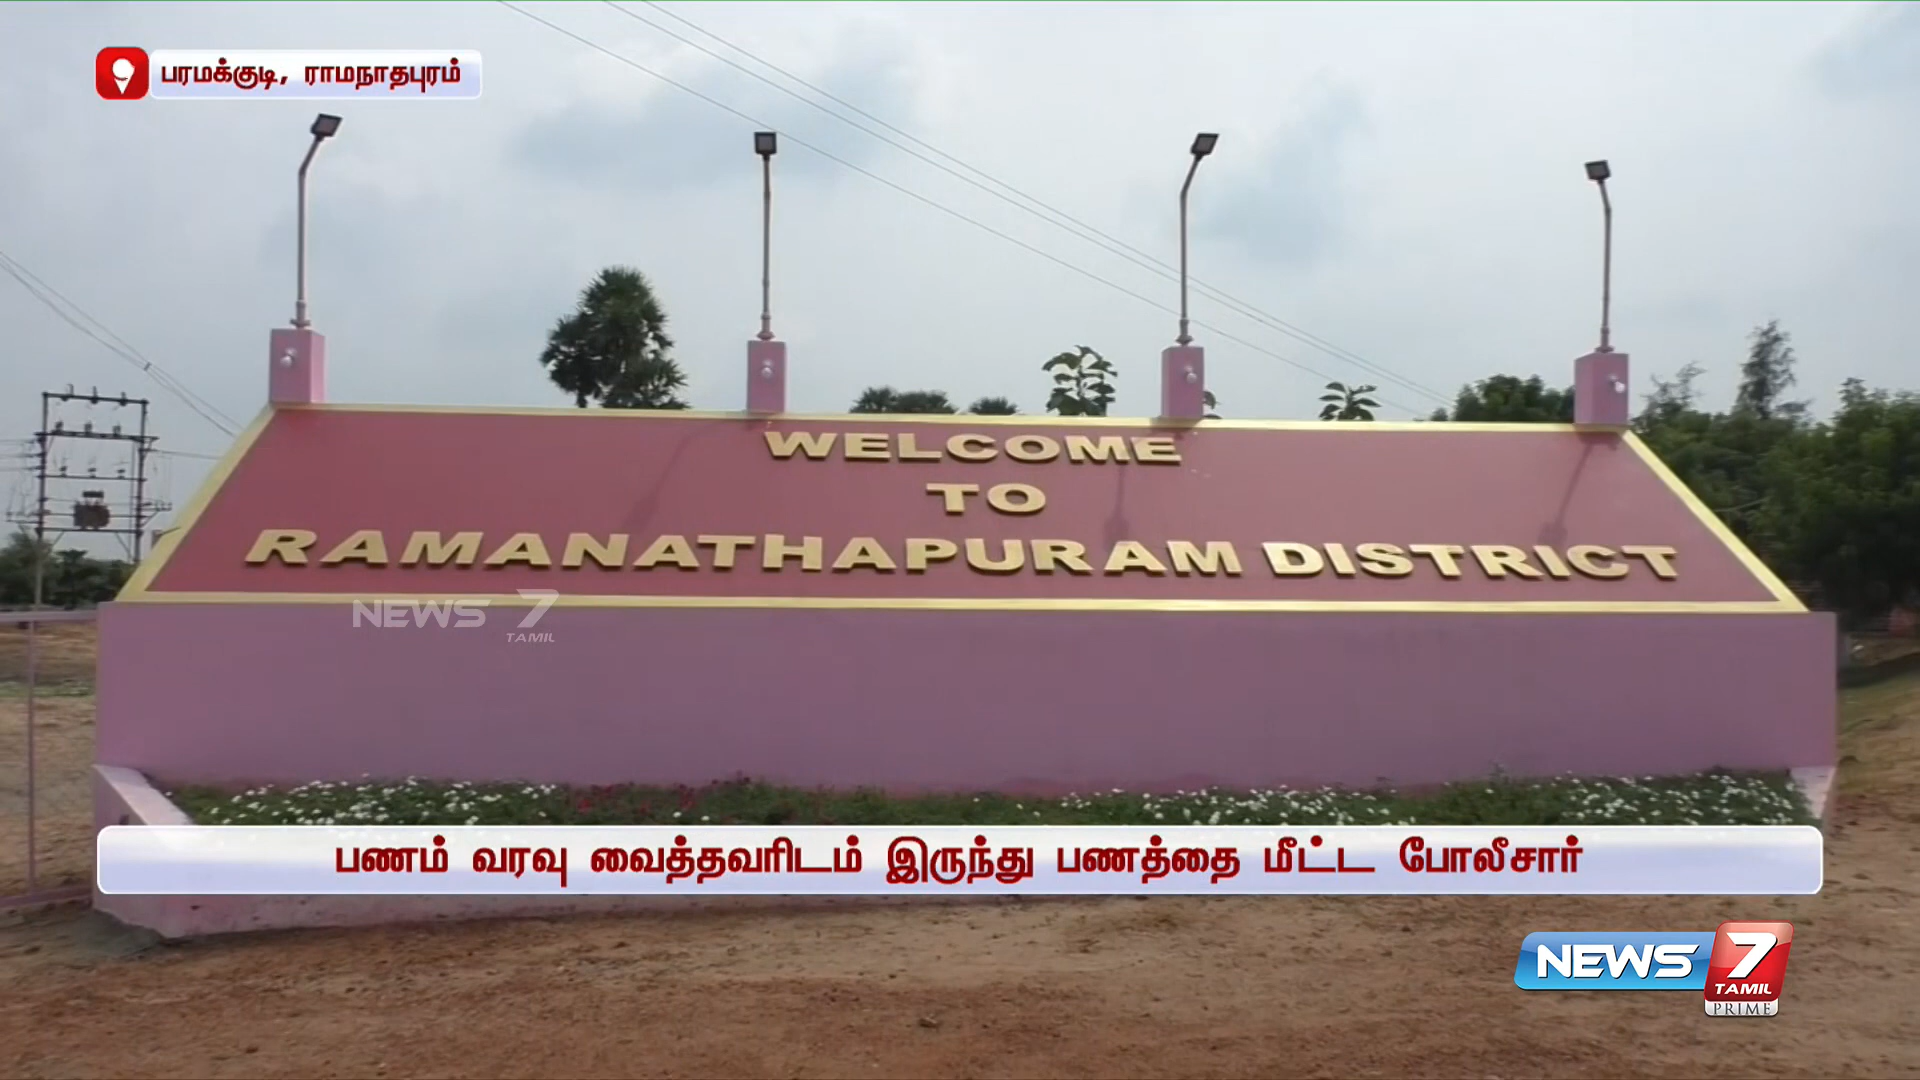 பரமக்குடி, ராமநாதபுரம்
WELCOME
TO
RAMANATHAPURAM DISTRICT
NEWS 7
TAMIL
பணம் வரவு வைத்தவரிடம் இருந்து பணத்தை மீட்ட போலீசார்
NEWS 7
TAMIL
PRIME